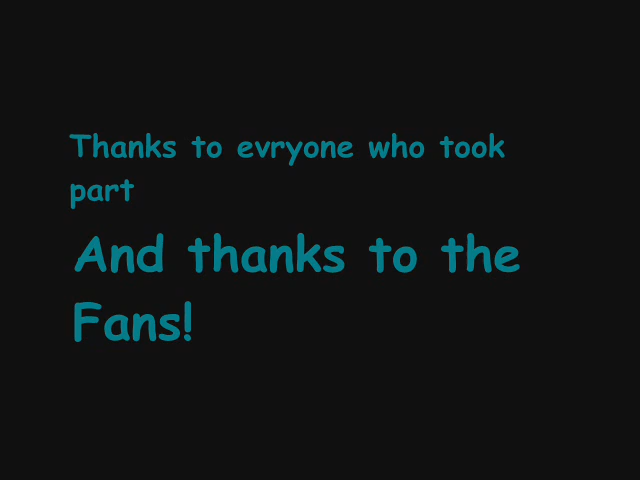 Thanks to evryone who took
part
And thanks to the
Fans!